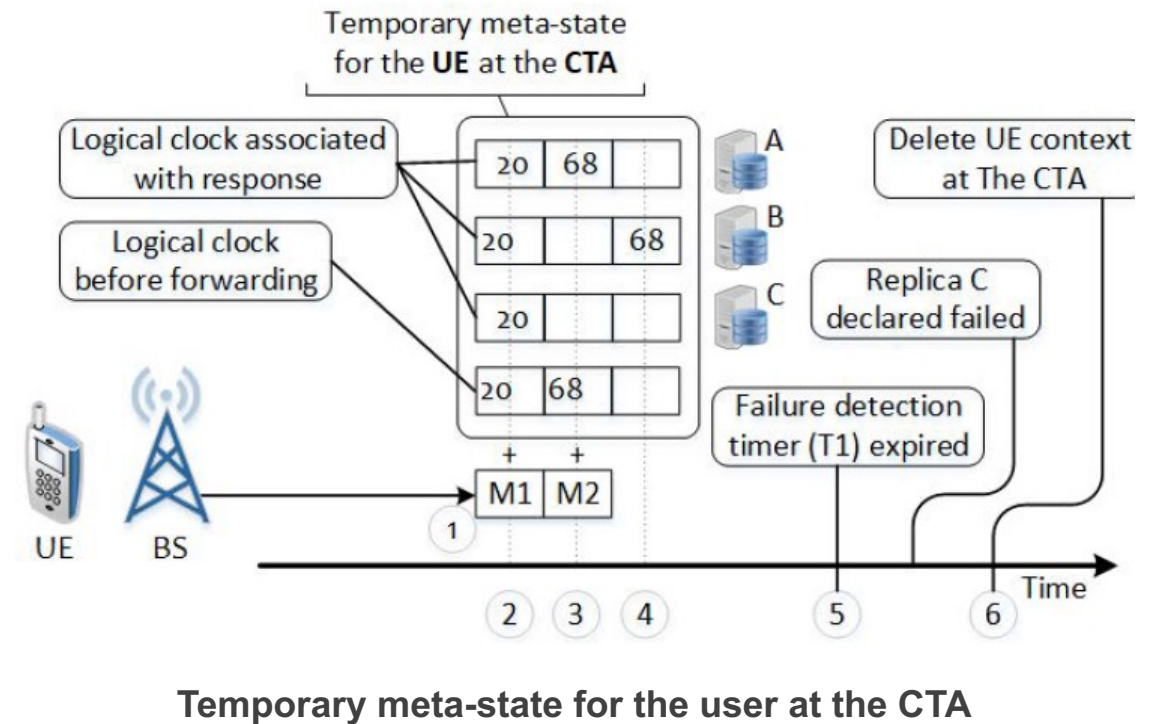 Temporary meta-state
for the UE at the CTA
Logical clock associated
with response
Logical clock
before forwarding
20 68
A
20 68
B
20
C
20 68
+ +
M1 M2
1
UE
BS
Delete UE context
at The CTA
Replica C
declared failed
Failure detection
timer (T1) expired
Time
2 3 4 5 6
Temporary meta-state for the user at the CTA